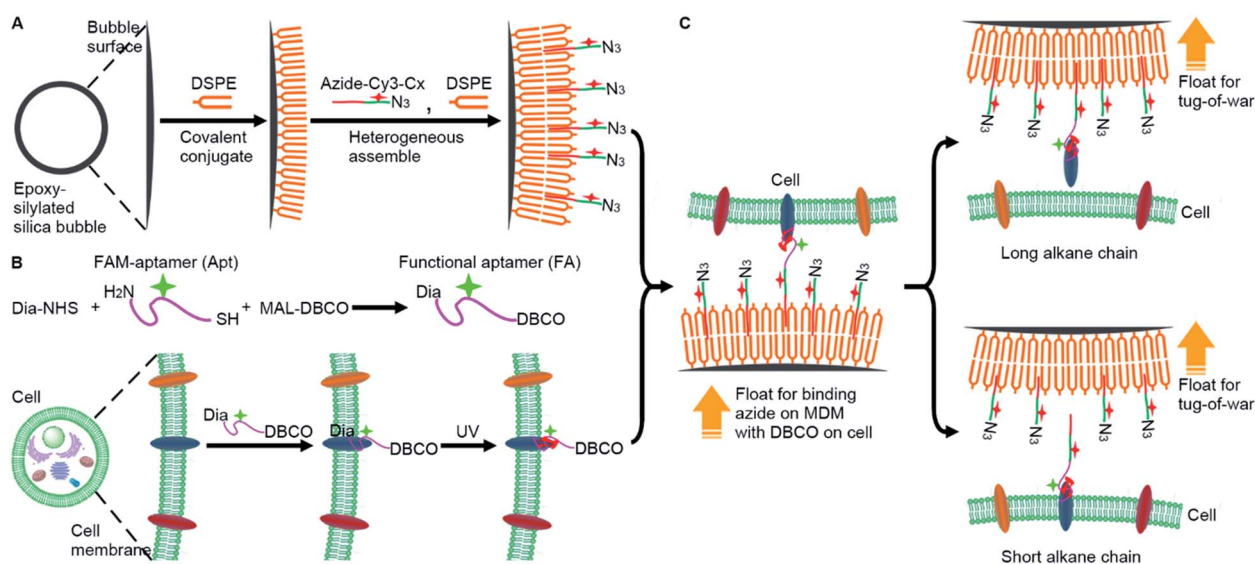 A
Bubble
surface
Epoxy-
silylated
silica bubble
DSPE
Covalent
conjugate
Azide-Cy3-Cx
N3
,
DSPE
Heterogeneous
assemble
N3
N3
N3
N3
N3
B
FAM-aptamer (Apt)
Functional aptamer (FA)
Dia-NHS + H2N SH + MAL-DBCO
Dia
DBCO
Cell
Cell
membrane
Dia
DBCO
Dia
DBCO
UV
DBCO
C
Cell
N3
N3
N3
N3
Float for binding
azide on MDM
with DBCO on cell
N3
N3
N3
N3
Float for
tug-of-war
Cell
Long alkane chain
N3
N3
N3
N3
Float for
tug-of-war
Cell
Short alkane chain